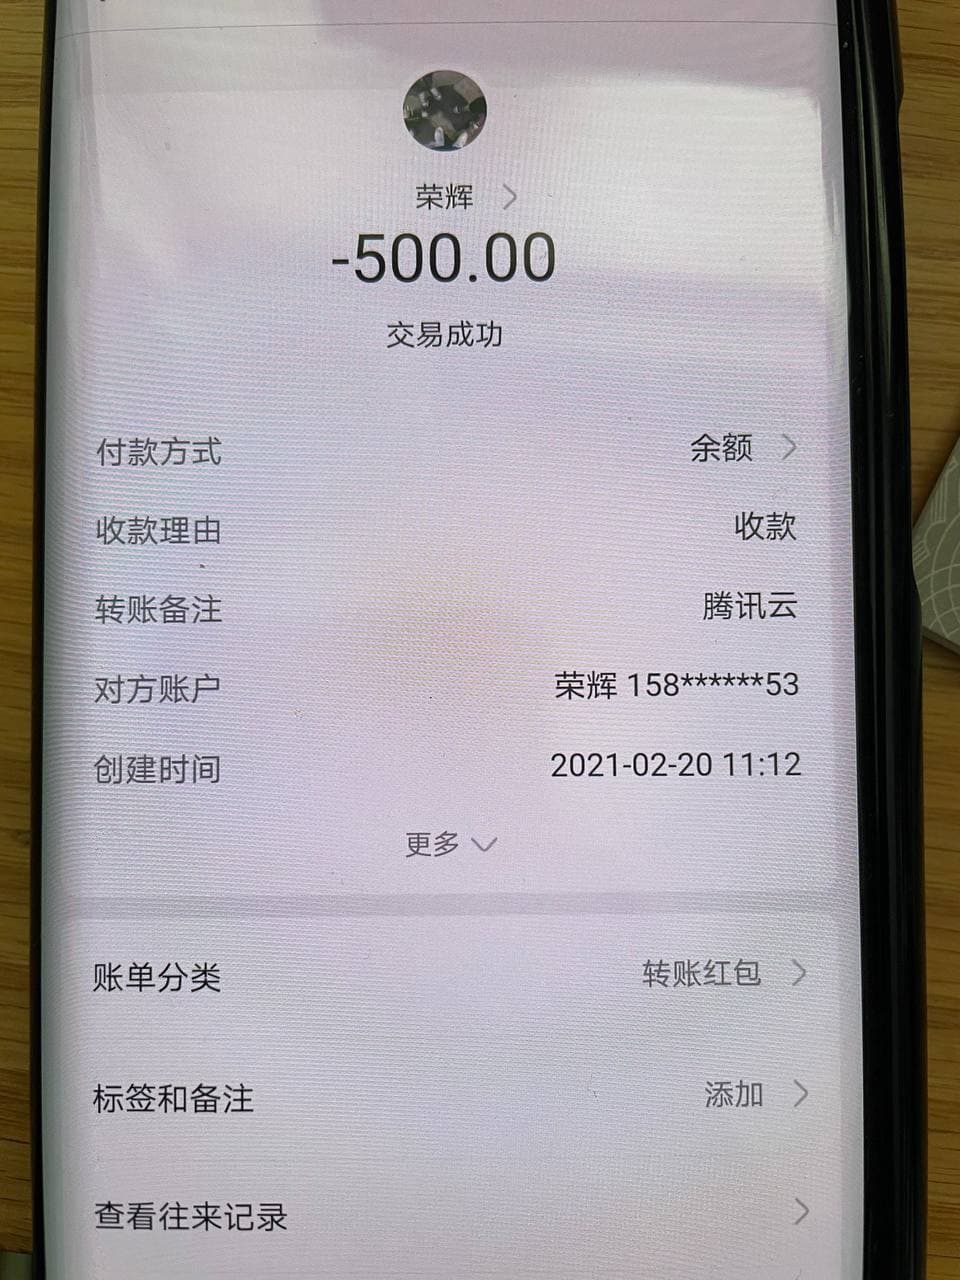 荣辉
-500.00
交易成功
付款方式 余额
收款理由 收款
转账备注 腾讯云
对方账户 荣辉 158******53
创建时间 2021-02-20 11:12
更多
账单分类 转账红包
标签和备注 添加
查看往来记录